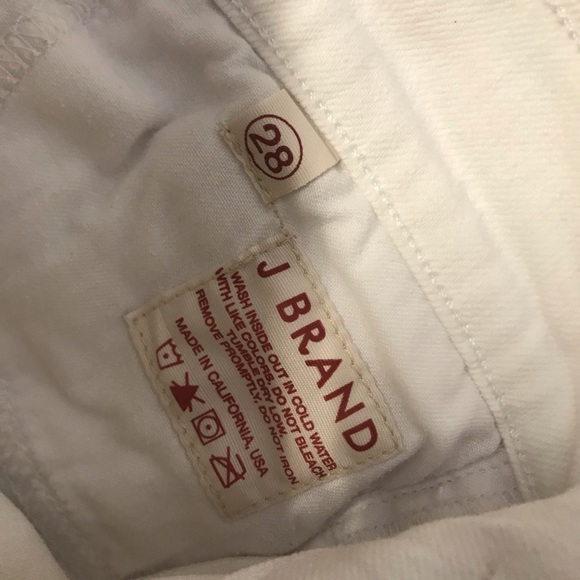 28
J BRAND
WASH INSIDE OUT IN COLD WATER
WITH LIKE COLORS. DO NOT BLEACH
TUMBLE DRY LOW.
REMOVE PROMPTLY, DO NOT IRON
MADE IN CALIFORNIA, USA